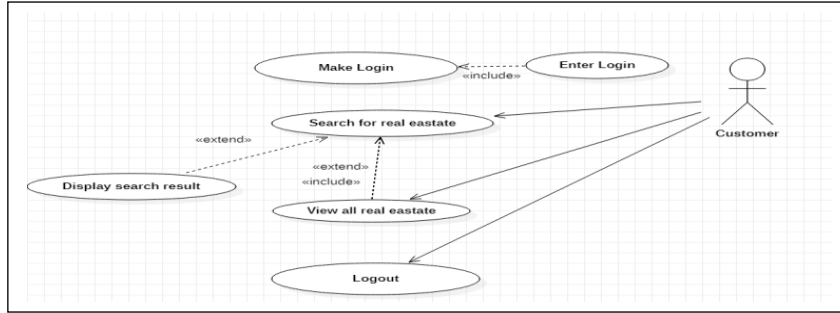 Make Login
Enter Login
«include»
Search for real eastate
Customer
«extend»
«extend»
«include»
Display search result
View all real eastate
Logout